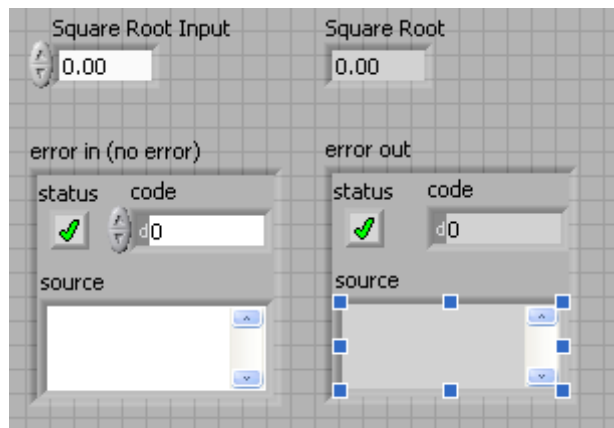 Square Root Input
Square Root
0.00
0.00
error in (no error)
error out
status
code
status
code
d0
d0
source
source